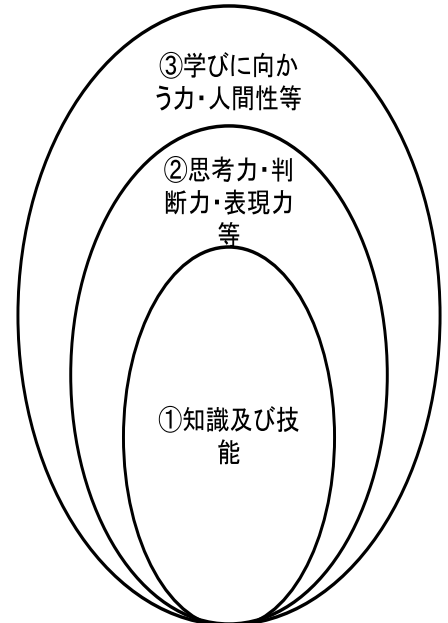 ③学びに向か
う力・人間性等
②思考力・判
断力・表現力
等
①知識及び技
能